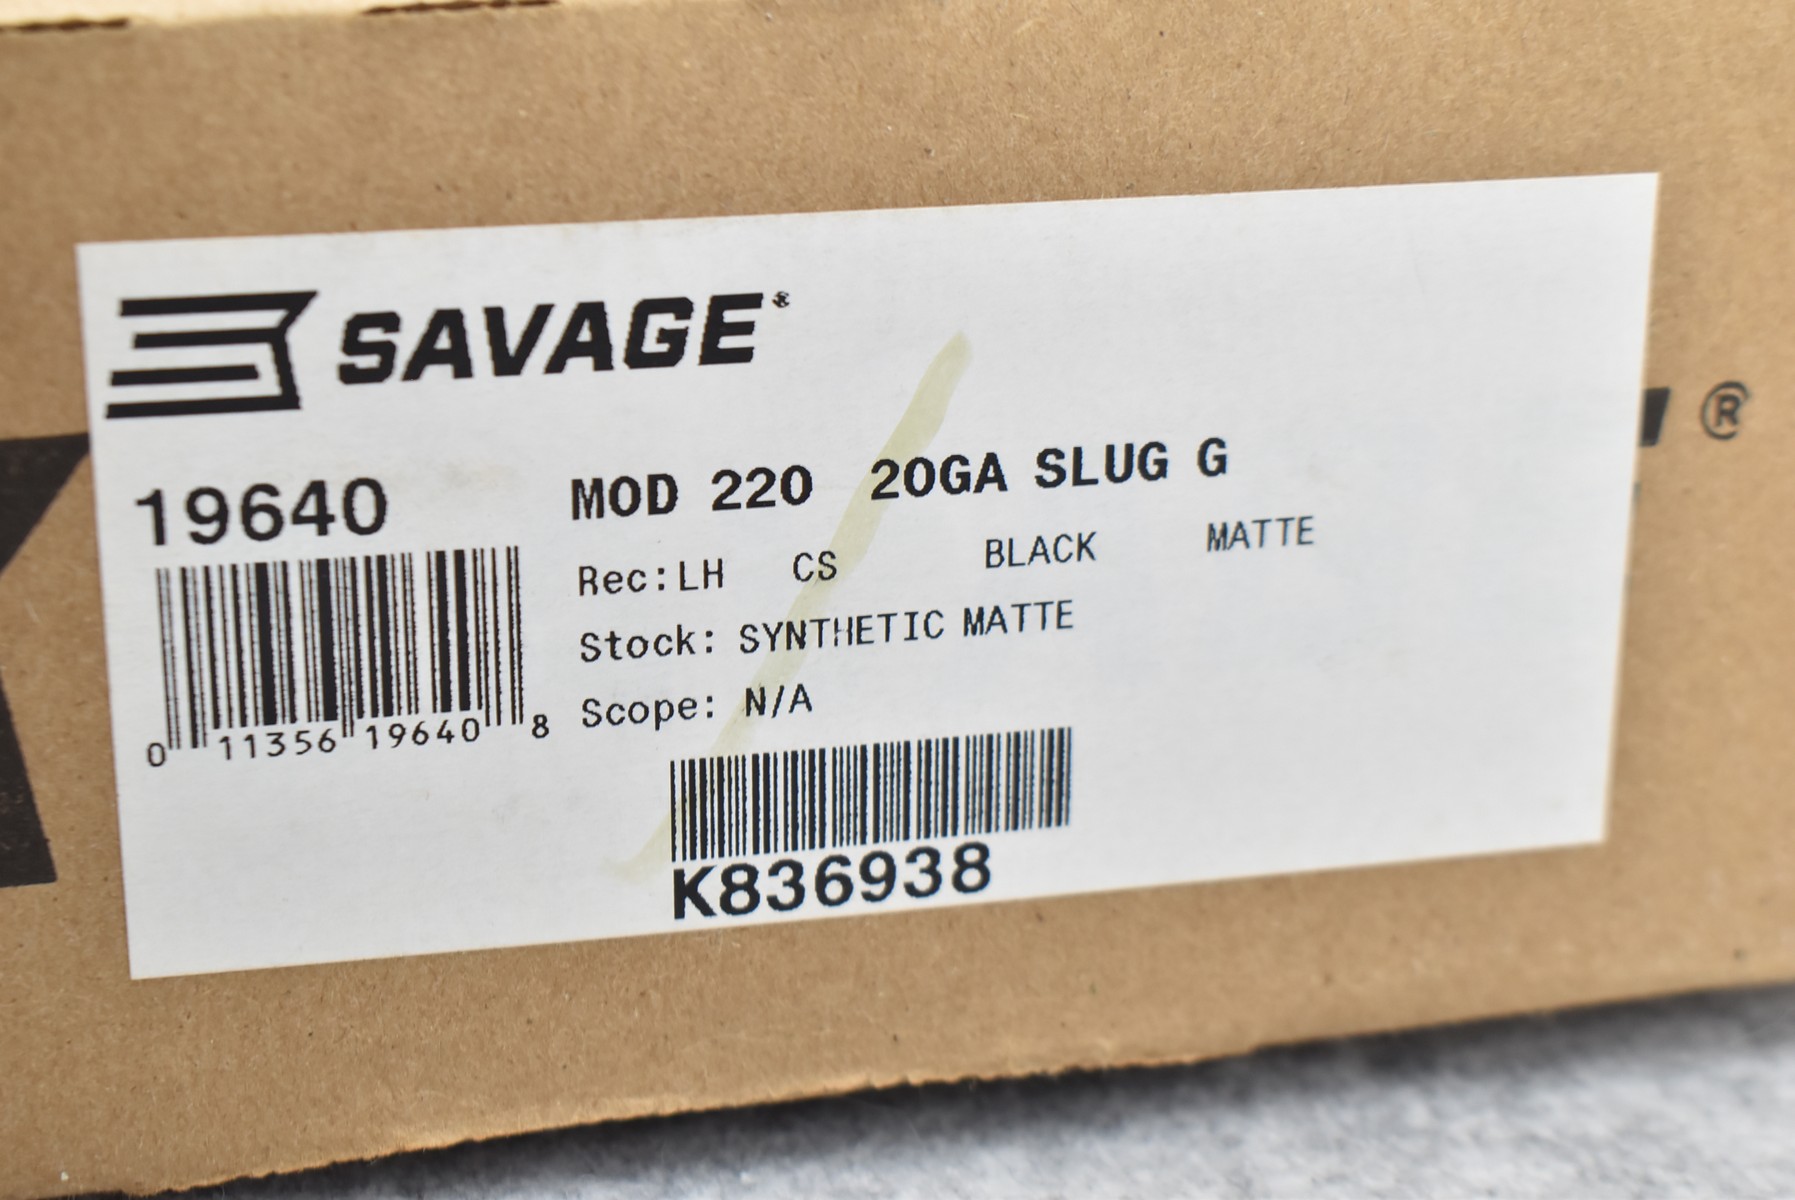 SAVAGE®
19640
MOD 220 20GA SLUG G
Rec:LH CS BLACK MATTE
Stock: SYNTHETIC MATTE
Scope: N/A
0 11356 19640 8
K836938
®